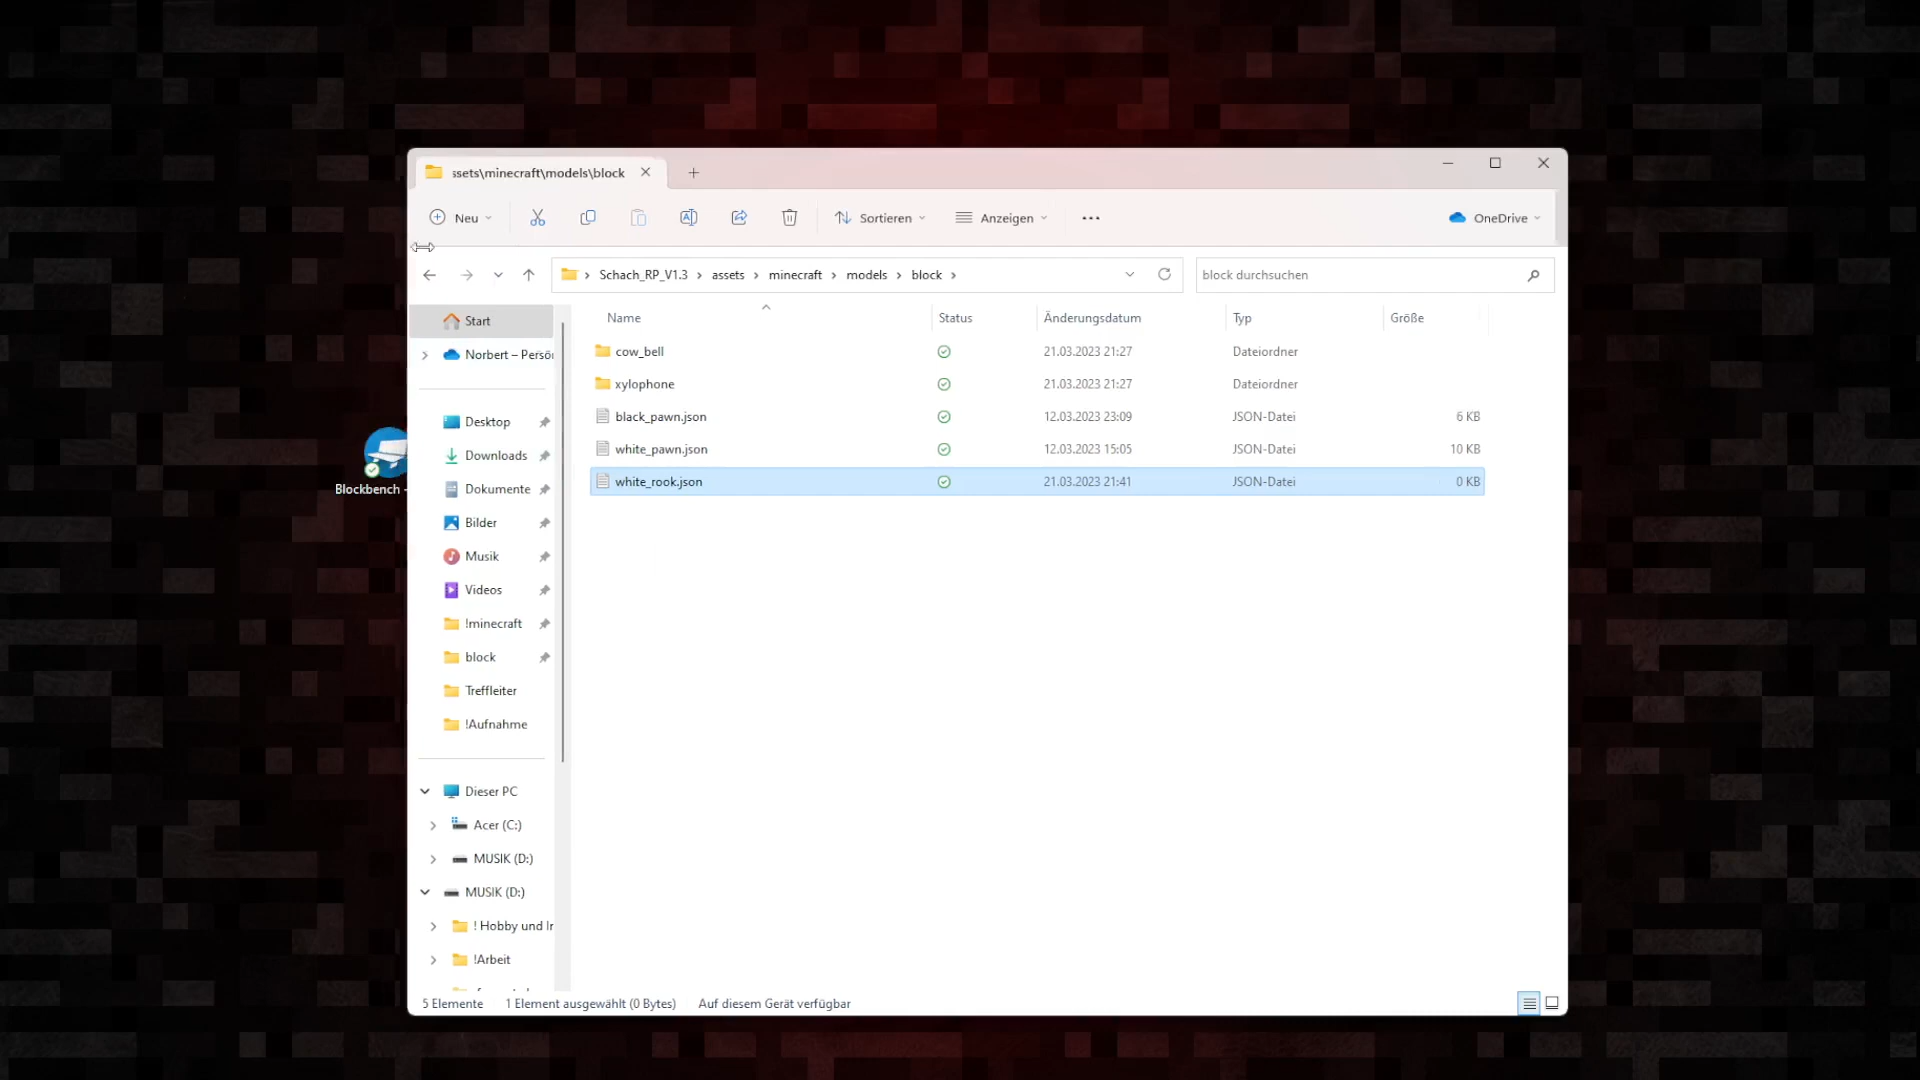 ssets\minecraft\models\block
Neu
Sortieren
Anzeigen
OneDrive
Schach_RP_V1.3 > assets > minecraft > models > block >
block durchsuchen
Name Status Änderungsdatum Typ Größe
cow_bell 21.03.2023 21:27 Dateiordner
xylophone 21.03.2023 21:27 Dateiordner
black_pawn.json 12.03.2023 23:09 JSON-Datei 6 KB
white_pawn.json 12.03.2023 15:05 JSON-Datei 10 KB
white_rook.json 21.03.2023 21:41 JSON-Datei 0 KB
Start
Norbert – Persör
Desktop
Downloads
Dokumente
Bilder
Musik
Videos
!minecraft
block
Treffleiter
!Aufnahme
Dieser PC
Acer (C:)
MUSIK (D:)
MUSIK (D:)
! Hobby und Ir
!Arbeit
Blockbench -
5 Elemente 1 Element ausgewählt (0 Bytes) Auf diesem Gerät verfügbar